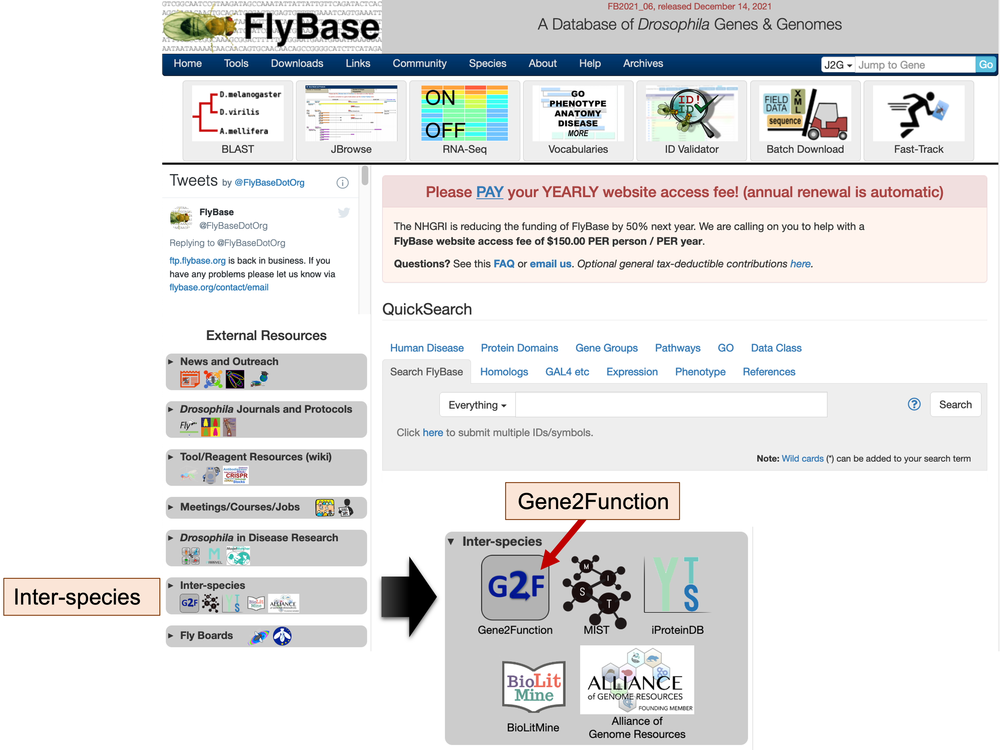 FlyBase
FB2021_06, released December 14, 2021
A Database of Drosophila Genes & Genomes
Home Tools Downloads Links Community Species About Help Archives J2G Jump to Gene Go
D.melanogaster
D.virilis
A.mellifera
BLAST
JBrowse
ON
OFF
RNA-Seq
GO
PHENOTYPE
ANATOMY
DISEASE
MORE
Vocabularies
ID!
ID
ID Validator
FIELD
DATA
XML
sequence
Batch Download
Fast-Track
Tweets by @FlyBaseDotOrg
FlyBase
@FlyBaseDotOrg
Replying to @FlyBaseDotOrg
ftp.flybase.org is back in business. If you
have any problems please let us know via
flybase.org/contact/email
Please PAY your YEARLY website access fee! (annual renewal is automatic)
The NHGRI is reducing the funding of FlyBase by 50% next year. We are calling on you to help with a
FlyBase website access fee of $150.00 PER person / PER year.
Questions? See this FAQ or email us. Optional general tax-deductible contributions here.
QuickSearch
Human Disease Protein Domains Gene Groups Pathways GO Data Class
Search FlyBase Homologs GAL4 etc Expression Phenotype References
Everything
? Search
Click here to submit multiple IDs/symbols.
Note: Wild cards (*) can be added to your search term
External Resources
News and Outreach
Drosophila Journals and Protocols
Fly
Tool/Reagent Resources (wiki)
CRISPR
Stocks
Meetings/Courses/Jobs
Drosophila in Disease Research
ModelMatcher
Inter-species
Inter-species
G2F
YTS
BioLit
Mine
ALLIANCE
Fly Boards
Gene2Function
Inter-species
G2F
Gene2Function
M
I
S
T
MIST
YTS
iProteinDB
BioLit
Mine
BioLitMine
ALLIANCE
of GENOME RESOURCES
FOUNDING MEMBER
Alliance of
Genome Resources